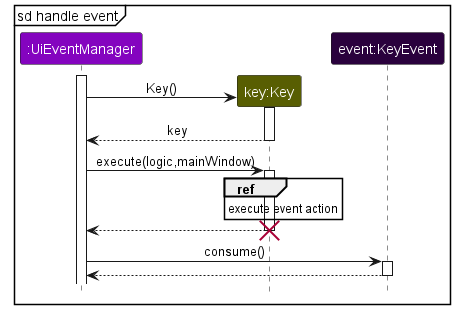 sd handle event
:UiEventManager
event:KeyEvent
Key()
key:Key
key
execute(logic,mainWindow)
ref
execute event action
consume()